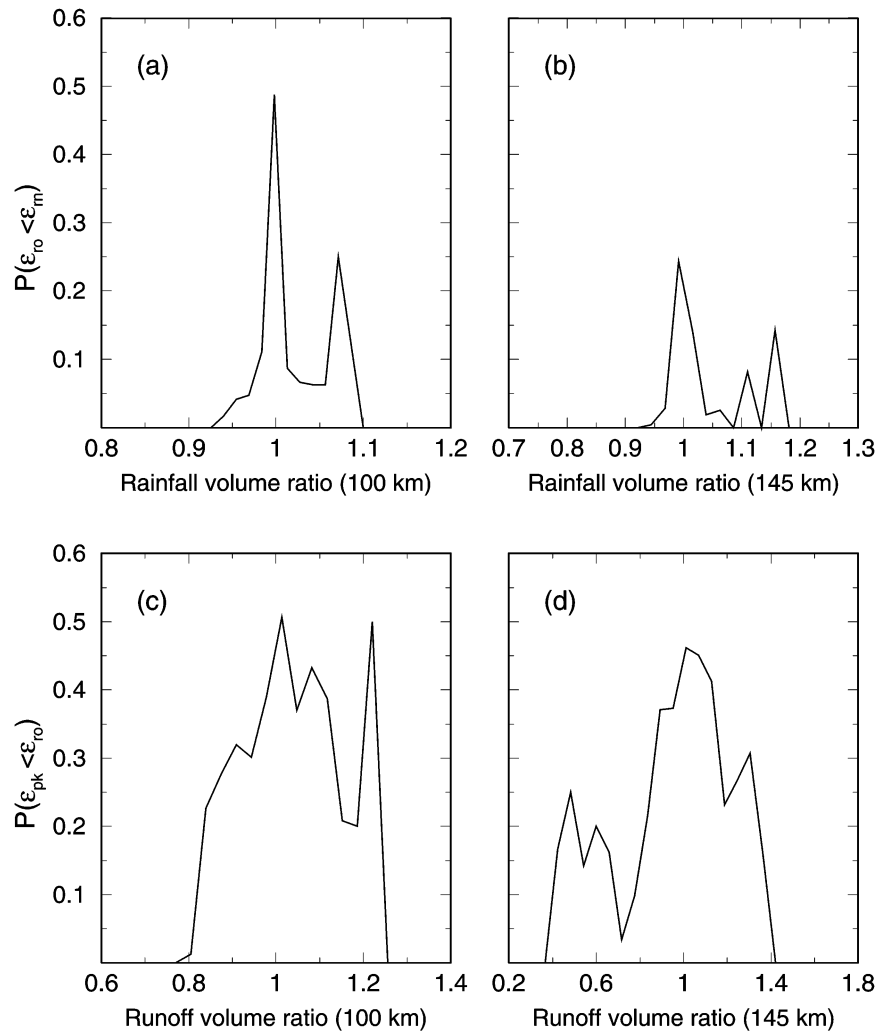 0.6
0.5
0.4
0.3
0.2
0.1
P(ε_ro <ε_rn)
(a)
0.8 0.9 1 1.1 1.2
Rainfall volume ratio (100 km)
(b)
0.7 0.8 0.9 1 1.1 1.2 1.3
Rainfall volume ratio (145 km)
0.6
0.5
0.4
0.3
0.2
0.1
P(ε_pk <ε_ro)
(c)
0.6 0.8 1 1.2 1.4
Runoff volume ratio (100 km)
(d)
0.2 0.6 1 1.4 1.8
Runoff volume ratio (145 km)